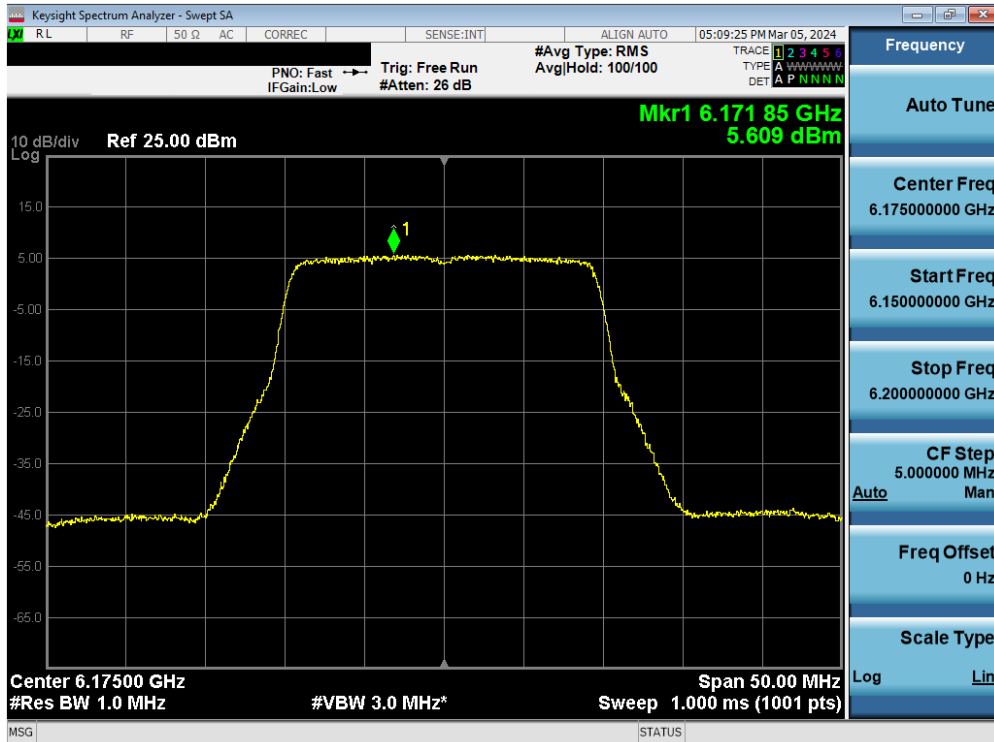 Keysight Spectrum Analyzer - Swept SA
LXI RL RF 50 Ω AC CORREC SENSE:INT ALIGN AUTO 05:09:25 PM Mar 05, 2024
PNO: Fast Trig: Free Run #Avg Type: RMS TRACE 1 2 3 4 5 6
IFGain:Low #Atten: 26 dB Avg|Hold: 100/100 TYPE A WWWWW
DET A P N N N N
Mkr1 6.171 85 GHz
5.609 dBm
10 dB/div Ref 25.00 dBm
Log
15.0
1
5.00
-5.00
-15.0
-25.0
-35.0
-45.0
-55.0
-65.0
Center 6.17500 GHz Span 50.00 MHz
#Res BW 1.0 MHz #VBW 3.0 MHz* Sweep 1.000 ms (1001 pts)
MSG STATUS
Frequency
Auto Tune
Center Freq
6.175000000 GHz
Start Freq
6.150000000 GHz
Stop Freq
6.200000000 GHz
CF Step
5.000000 MHz
Auto Man
Freq Offset
0 Hz
Scale Type
Log Lin